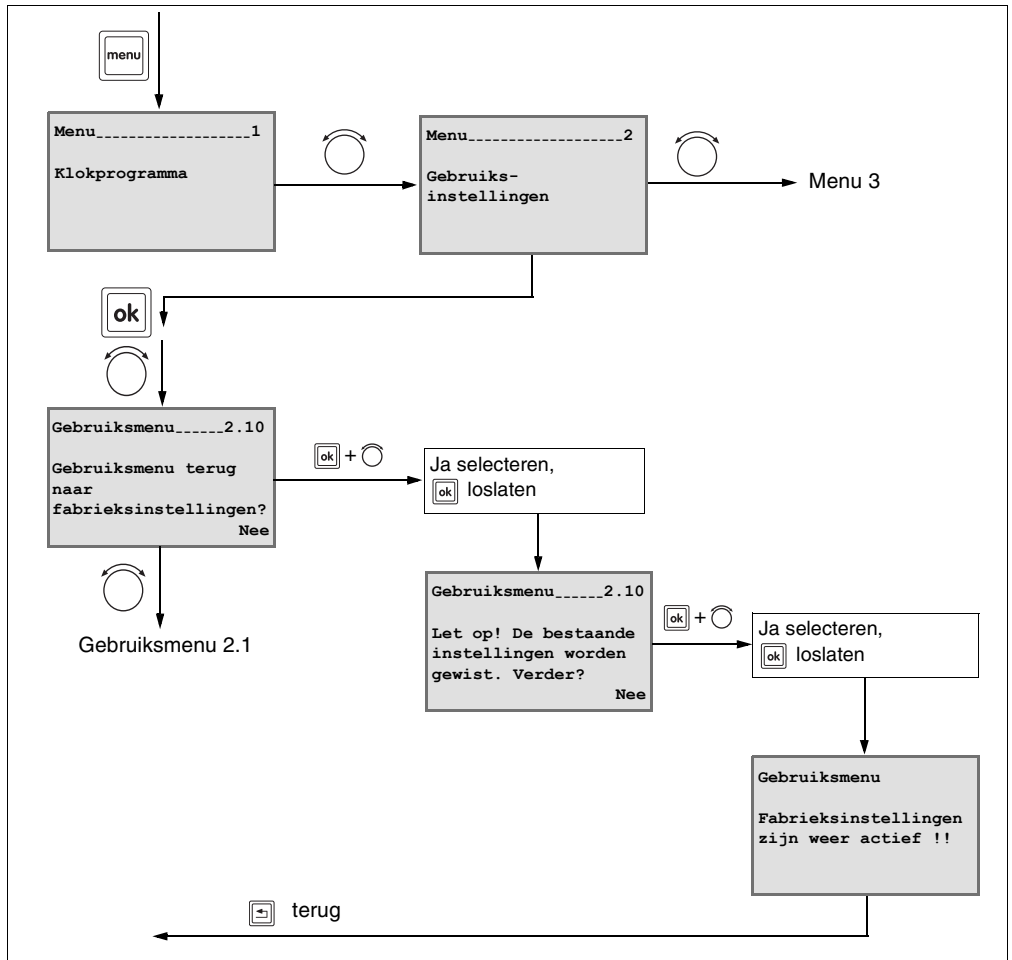 menu
Menu___________________1
Klokprogramma
Menu___________________2
Gebruiks-
instellingen
Menu 3
ok
Gebruiksmenu______2.10
Gebruiksmenu terug
naar
fabrieksinstellingen?
Nee
ok +
Ja selecteren,
ok loslaten
Gebruiksmenu 2.1
Gebruiksmenu______2.10
Let op! De bestaande
instellingen worden
gewist. Verder?
Nee
ok +
Ja selecteren,
ok loslaten
Gebruiksmenu
Fabrieksinstellingen
zijn weer actief !!
terug